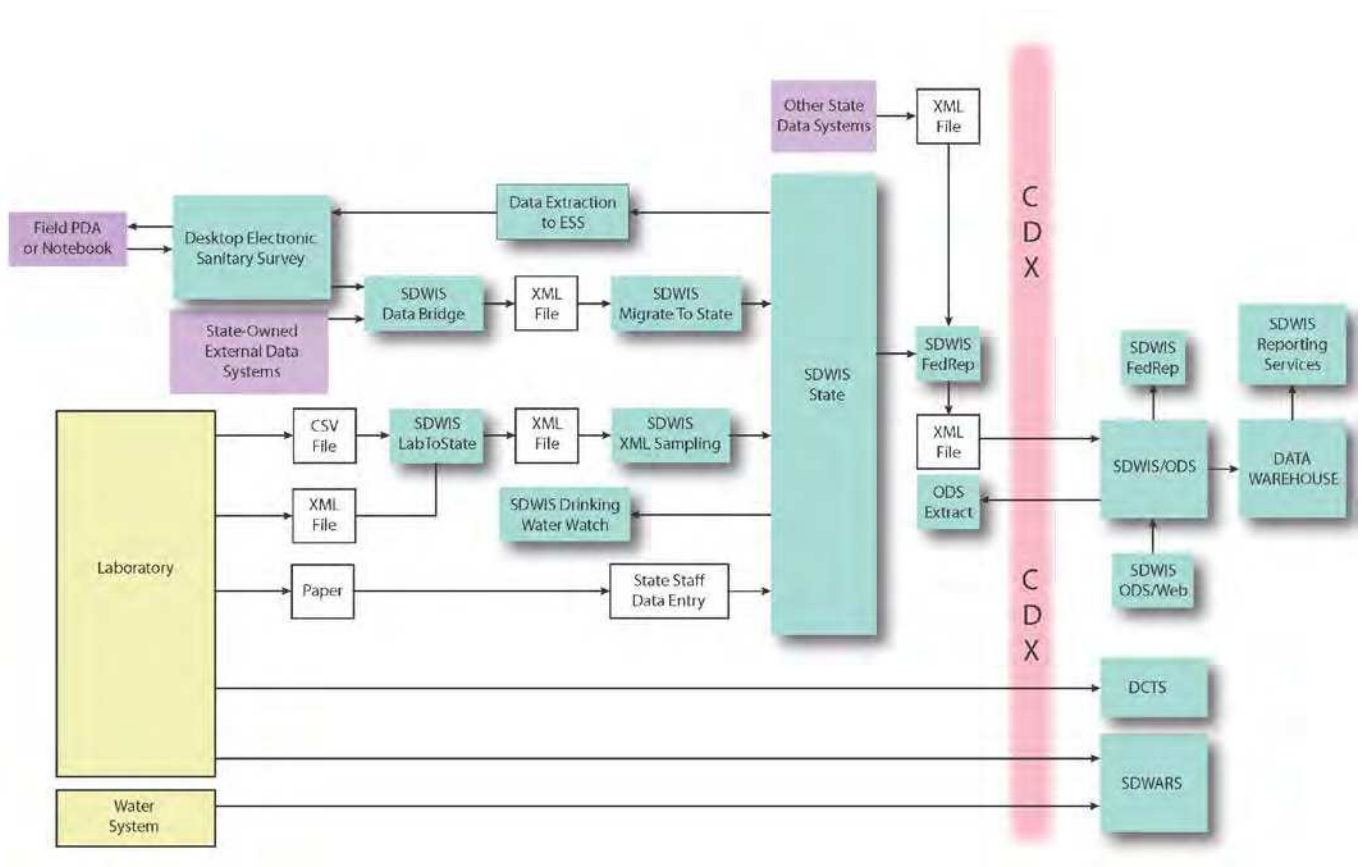 Other State
Data Systems
XML
File
C
D
X
Data Extraction
to ESS
Field PDA
or Notebook
Desktop Electronic
Sanitary Survey
SDWIS
Data Bridge
XML
File
SDWIS
Migrate To State
State-Owned
External Data
Systems
SDWIS
State
SDWIS
FedRep
SDWIS
FedRep
SDWIS
Reporting
Services
CSV
File
SDWIS
LabToState
XML
File
SDWIS
XML Sampling
XML
File
SDWIS/ODS
DATA
WAREHOUSE
XML
File
SDWIS Drinking
Water Watch
ODS
Extract
Laboratory
Paper
State Staff
Data Entry
C
D
X
SDWIS
ODS/Web
DCTS
SDWARS
Water
System